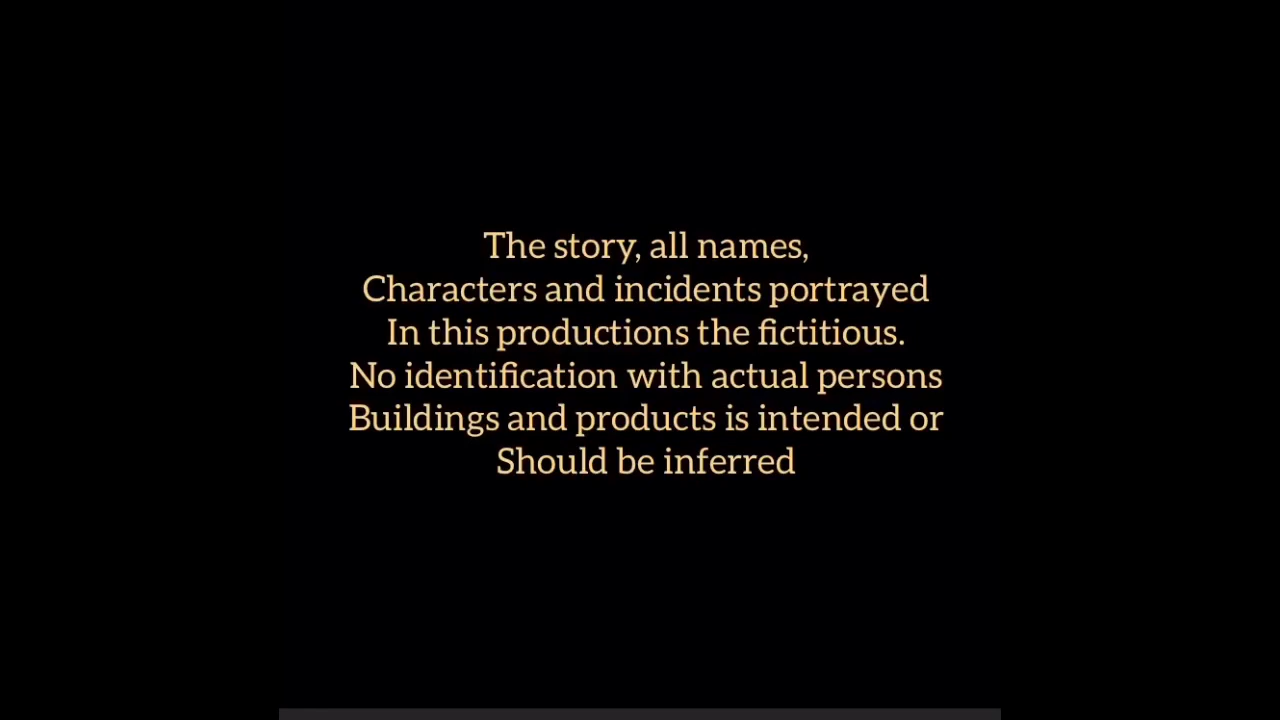 The story, all names,
Characters and incidents portrayed
In this productions the fictitious.
No identification with actual persons
Buildings and products is intended or
Should be inferred